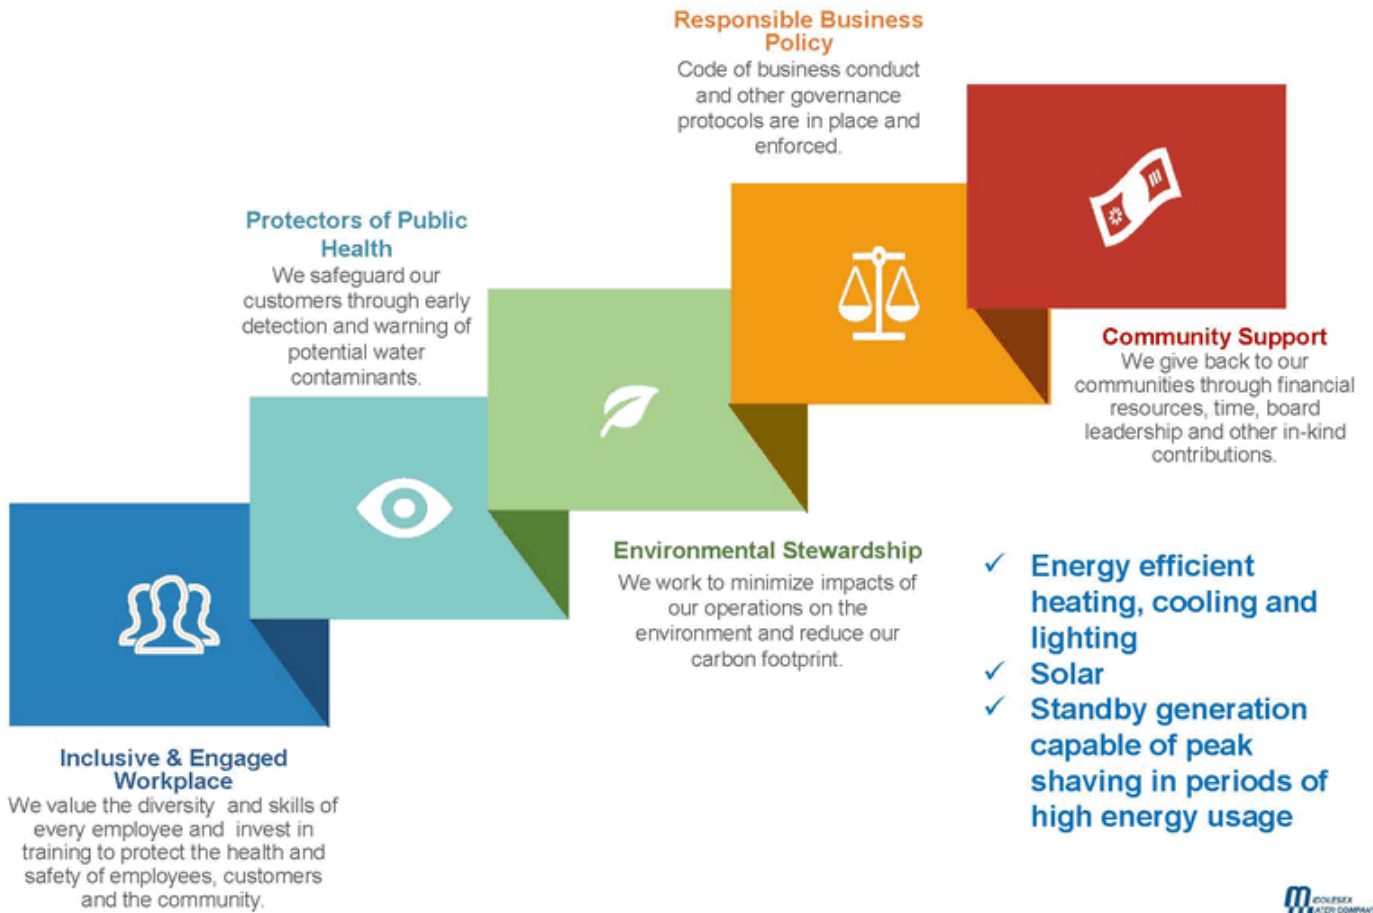 Responsible Business
Policy
Code of business conduct
and other governance
protocols are in place and
enforced.
Protectors of Public
Health
We safeguard our
customers through early
detection and warning of
potential water
contaminants.
Community Support
We give back to our
communities through financial
resources, time, board
leadership and other in-kind
contributions.
Environmental Stewardship
We work to minimize impacts of
our operations on the
environment and reduce our
carbon footprint.
✓ Energy efficient
heating, cooling and
lighting
✓ Solar
✓ Standby generation
capable of peak
shaving in periods of
high energy usage
Inclusive & Engaged
Workplace
We value the diversity and skills of
every employee and invest in
training to protect the health and
safety of employees, customers
and the community.